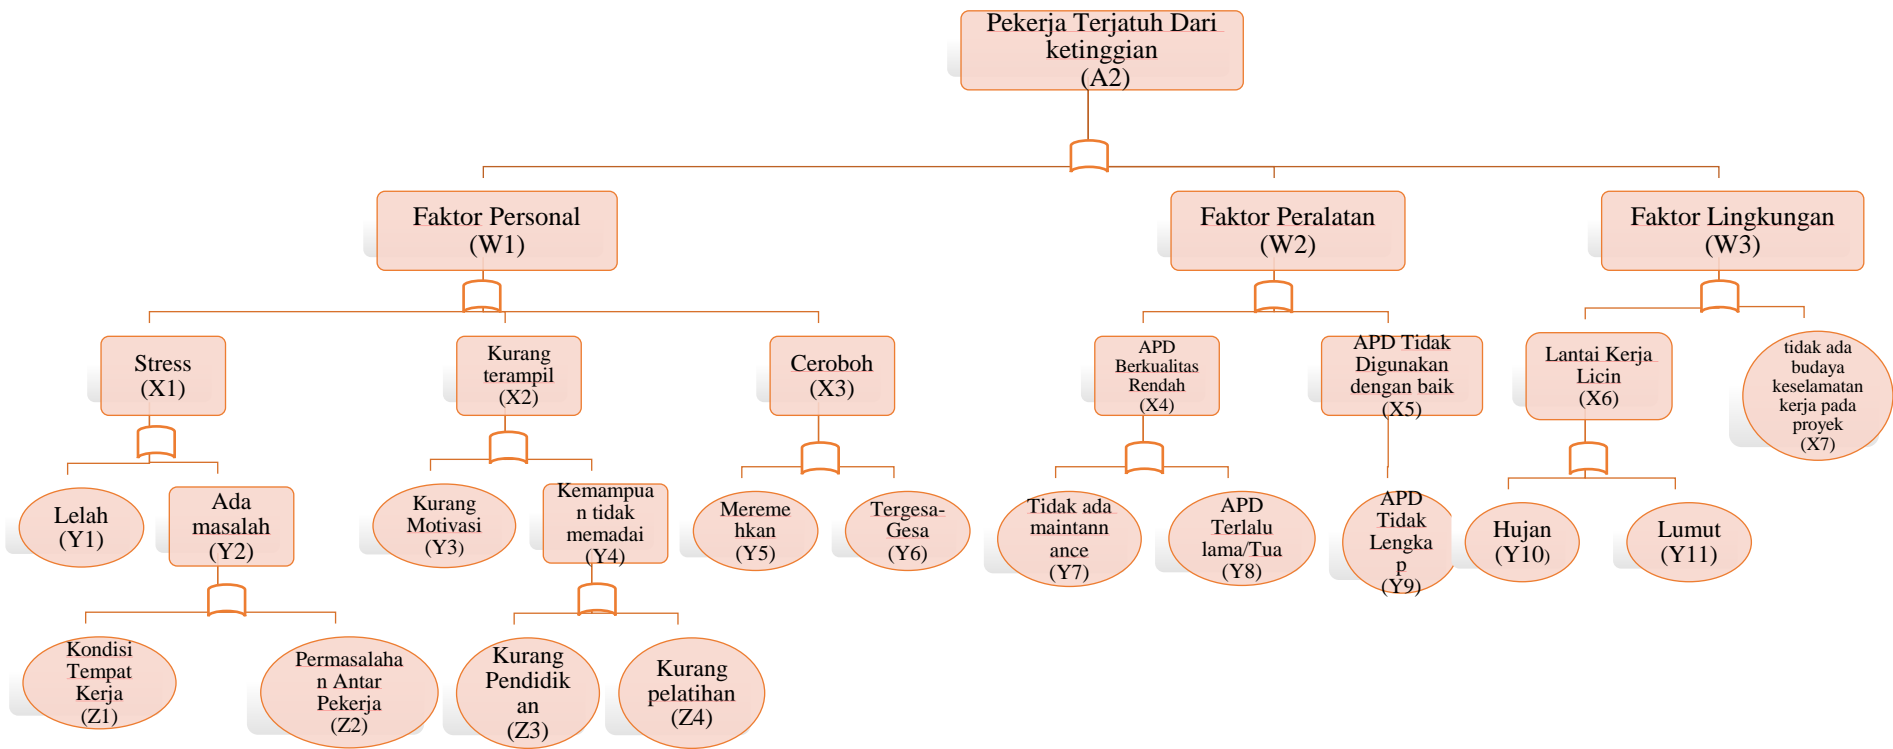 Pekerja Terjatuh Dari
ketinggian
(A2)
Faktor Personal
(W1)
Faktor Peralatan
(W2)
Faktor Lingkungan
(W3)
Stress
(X1)
Kurang
terampil
(X2)
Ceroboh
(X3)
APD
Berkualitas
Rendah
(X4)
APD Tidak
Digunakan
dengan baik
(X5)
Lantai Kerja
Licin
(X6)
tidak ada
budaya
keselamatan
kerja pada
proyek
(X7)
Lelah
(Y1)
Ada
masalah
(Y2)
Kurang
Motivasi
(Y3)
Kemampua
n tidak
memadai
(Y4)
Mereme
hkan
(Y5)
Tergesa-
Gesa
(Y6)
Tidak ada
maintann
ance
(Y7)
APD
Terlalu
lama/Tua
(Y8)
APD
Tidak
Lengka
p
(Y9)
Hujan
(Y10)
Lumut
(Y11)
Kondisi
Tempat
Kerja
(Z1)
Permasalaha
n Antar
Pekerja
(Z2)
Kurang
Pendidik
an
(Z3)
Kurang
pelatihan
(Z4)